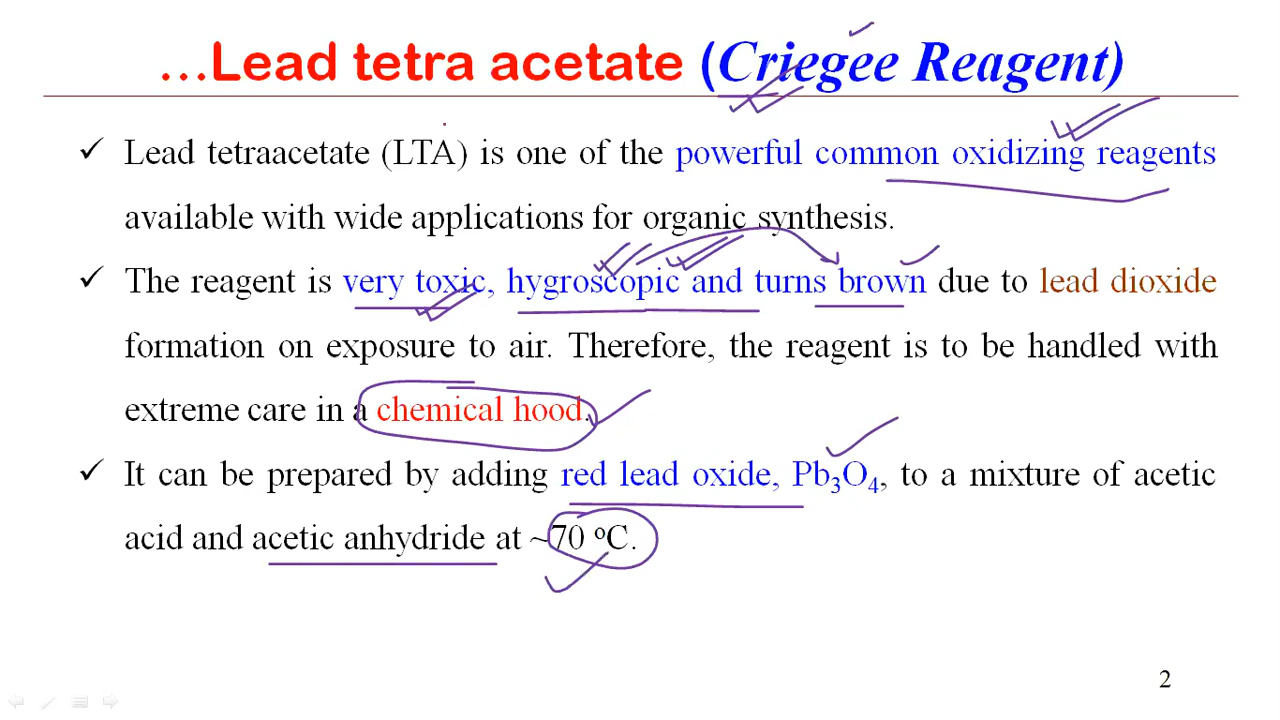 ...Lead tetra acetate (Criegee Reagent)
✓ Lead tetraacetate (LTA) is one of the powerful common oxidizing reagents
available with wide applications for organic synthesis.
✓ The reagent is very toxic, hygroscopic and turns brown due to lead dioxide
formation on exposure to air. Therefore, the reagent is to be handled with
extreme care in a chemical hood.
✓ It can be prepared by adding red lead oxide, Pb₃O₄, to a mixture of acetic
acid and acetic anhydride at ~70 ºC.
2